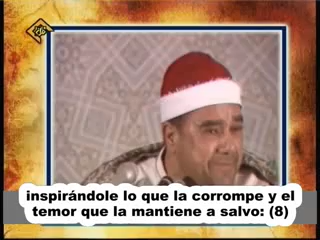 inspirándole lo que la corrompe y el
temor que la mantiene a salvo: (8)